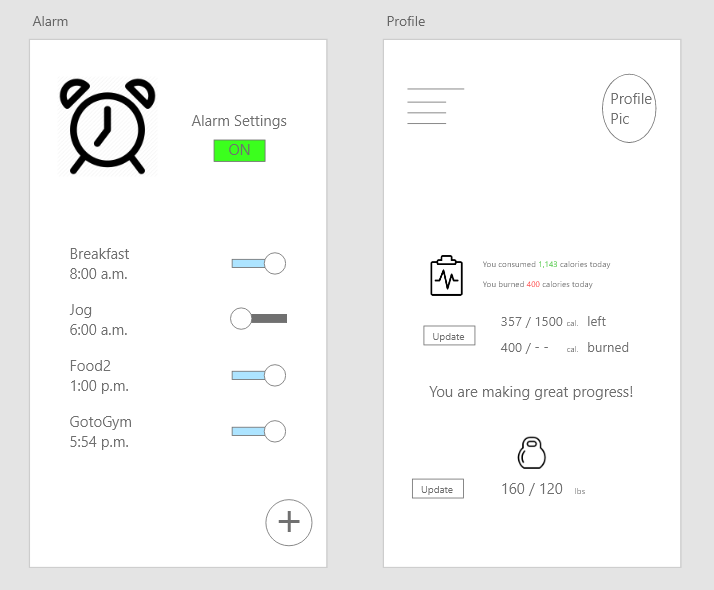 Alarm
Alarm Settings
ON
Breakfast
8:00 a.m.
Jog
6:00 a.m.
Food2
1:00 p.m.
GotoGym
5:54 p.m.
+
Profile
Profile
Pic
You consumed 1,143 calories today
You burned 400 calories today
Update
357 / 1500 cal. left
400 / - - cal. burned
You are making great progress!
Update
160 / 120 lbs